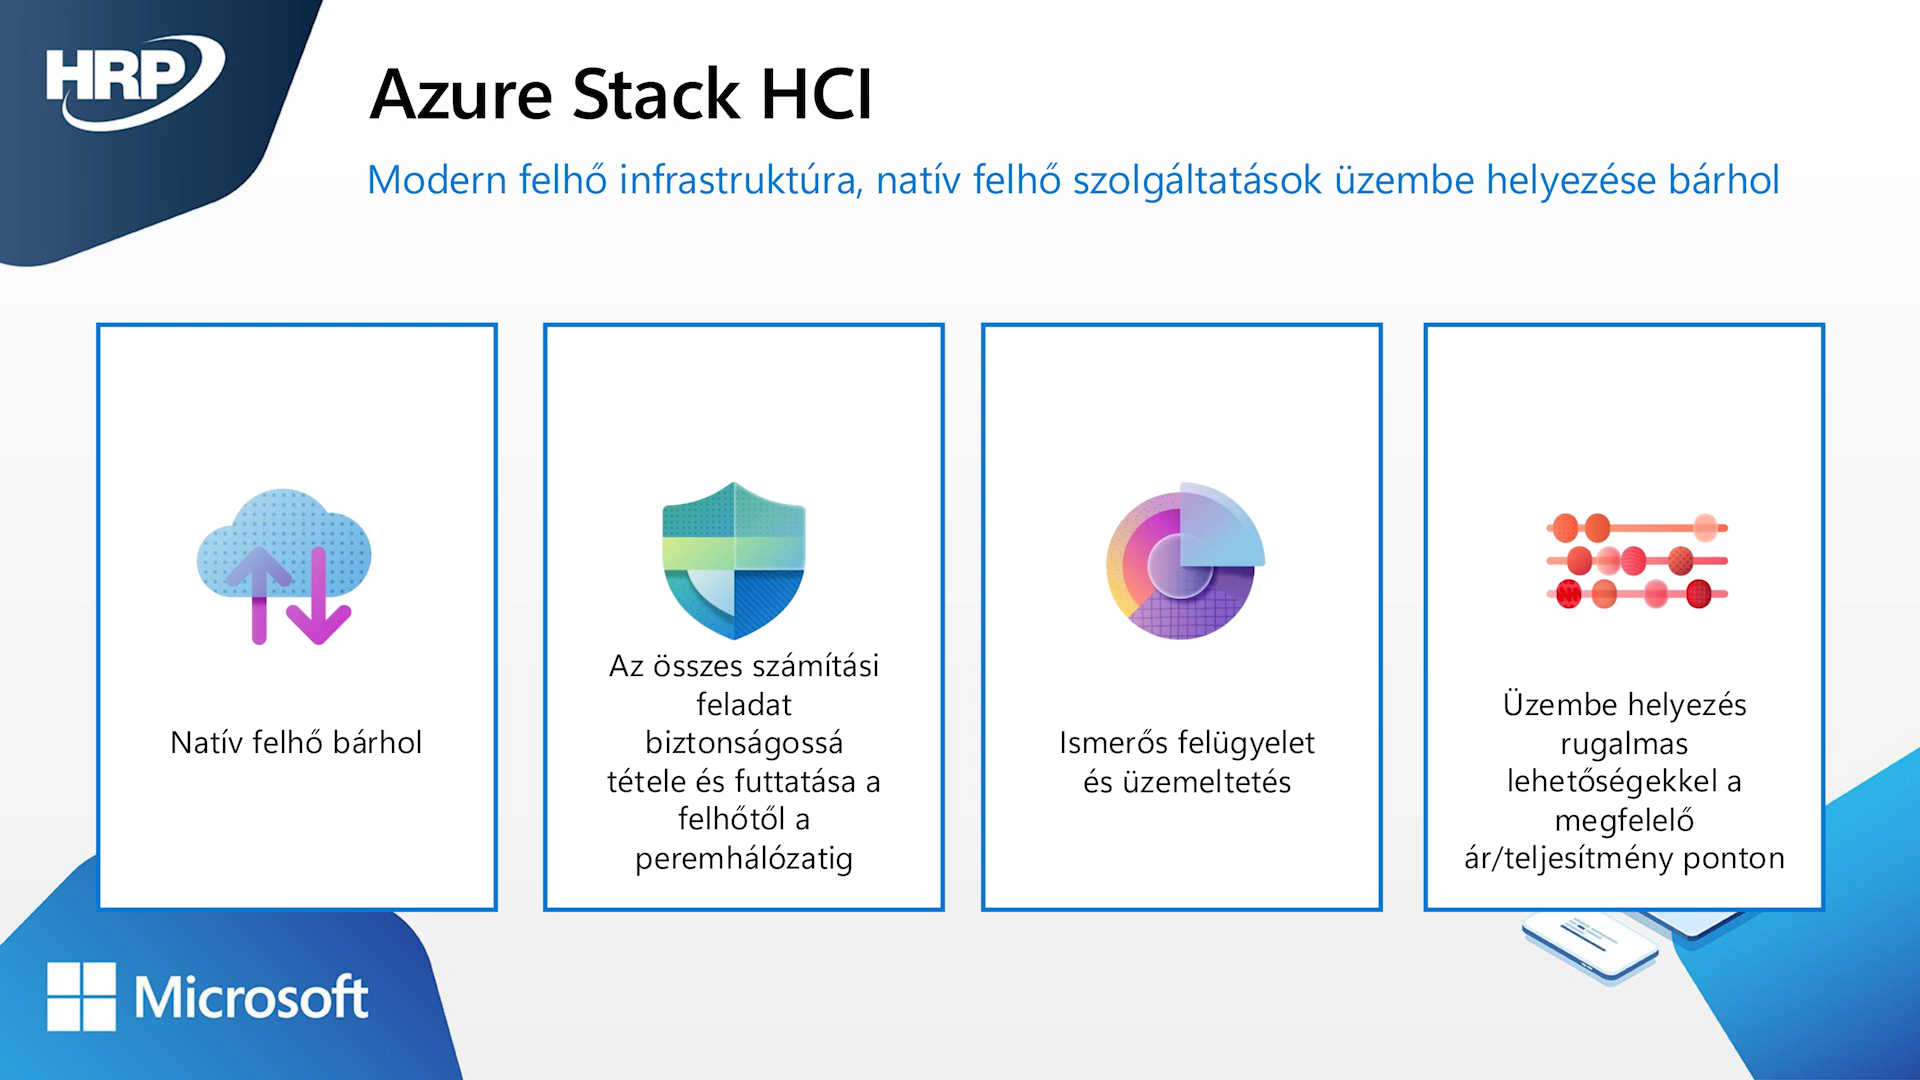 HRP
Azure Stack HCI
Modern felhő infrastruktúra, natív felhő szolgáltatások üzembe helyezése bárhol
Natív felhő bárhol
Az összes számítási
feladat
biztonságossá
tétele és futtatása a
felhőtől a
peremhálózatig
Ismerős felügyelet
és üzemeltetés
Üzembe helyezés
rugalmas
lehetőségekkel a
megfelelő
ár/teljesítmény ponton
Microsoft